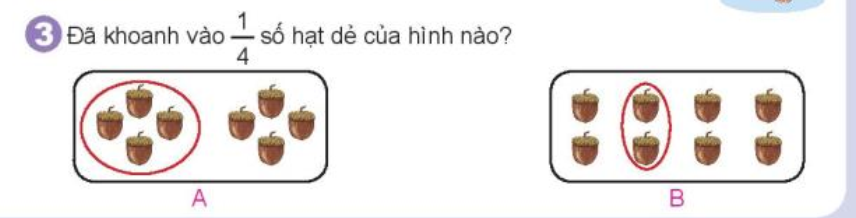 3 Đã khoanh vào 1/4 số hạt dẻ của hình nào?
A B